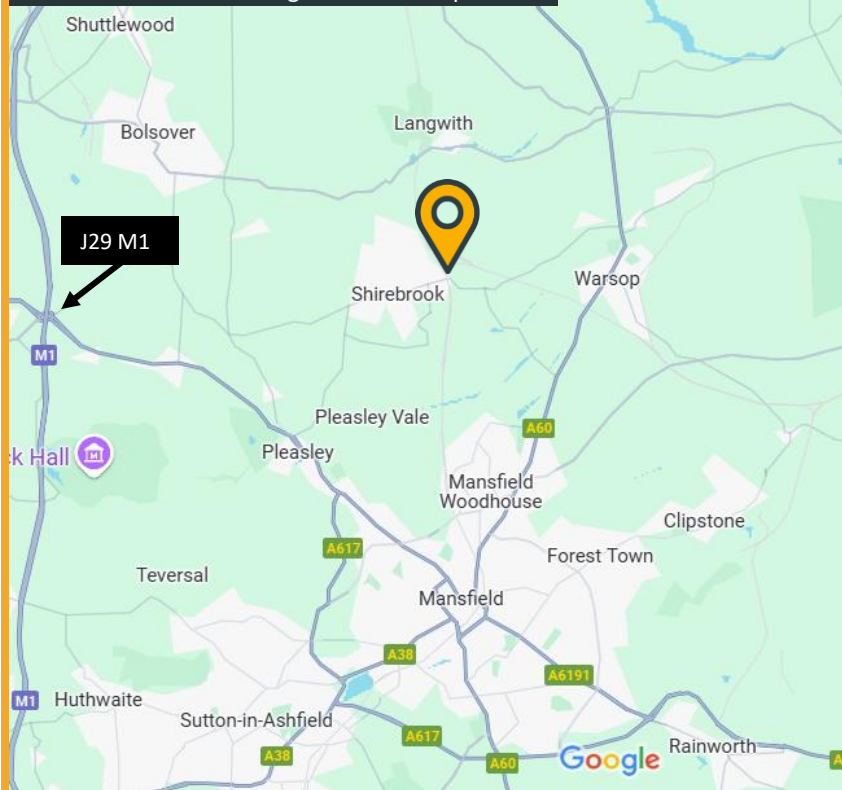 Shuttlewood
Bolsover
Langwith
J29 M1
Warsop
Shirebrook
M1
Pleasley Vale
A60
k Hall
Pleasley
Mansfield
Woodhouse
Clipstone
A617
Forest Town
Teversal
Mansfield
A38
A6191
M1
Huthwaite
Sutton-in-Ashfield
A617
Rainworth
A38
A60
Google
A